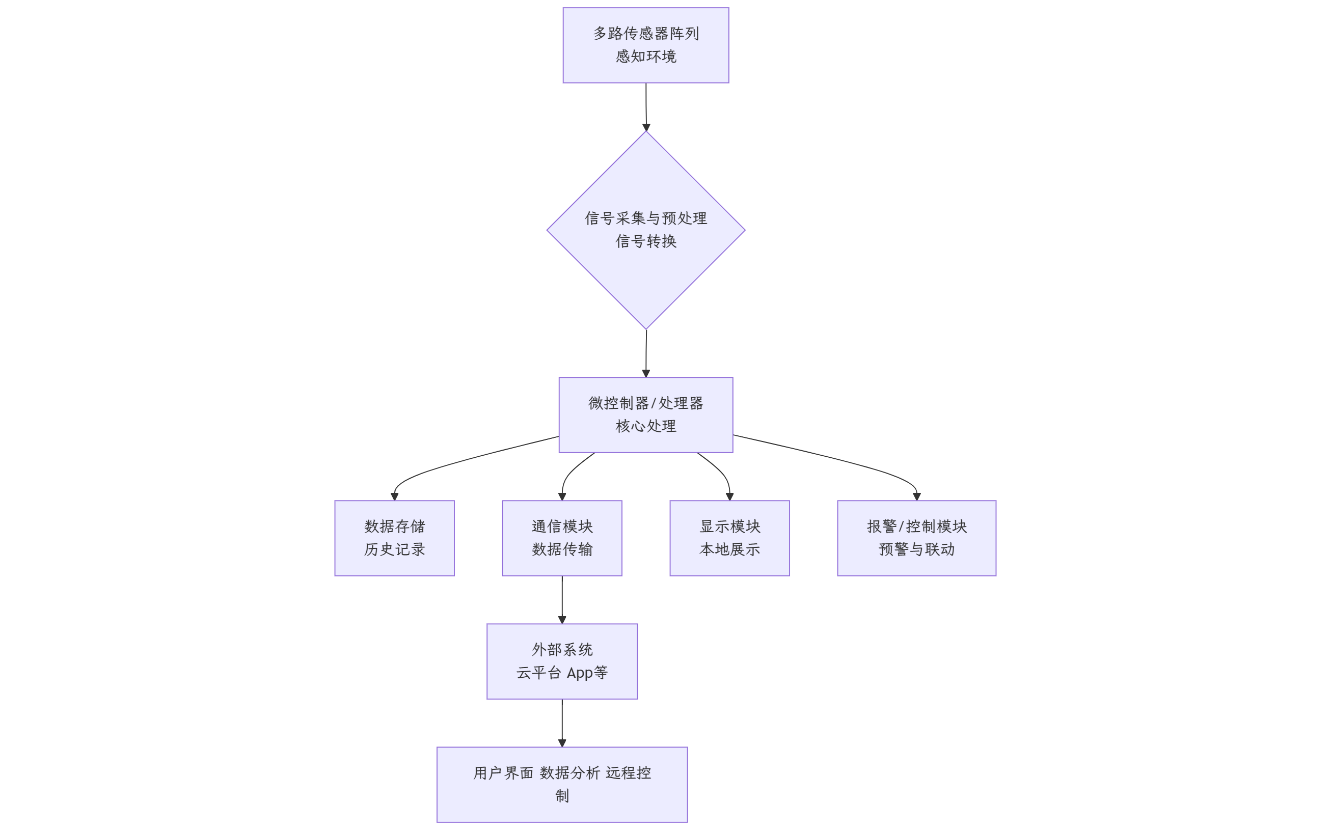 多路传感器阵列
感知环境
信号采集与预处理
信号转换
微控制器/处理器
核心处理
数据存储
历史记录
通信模块
数据传输
显示模块
本地展示
报警/控制模块
预警与联动
外部系统
云平台 App等
用户界面 数据分析 远程控
制